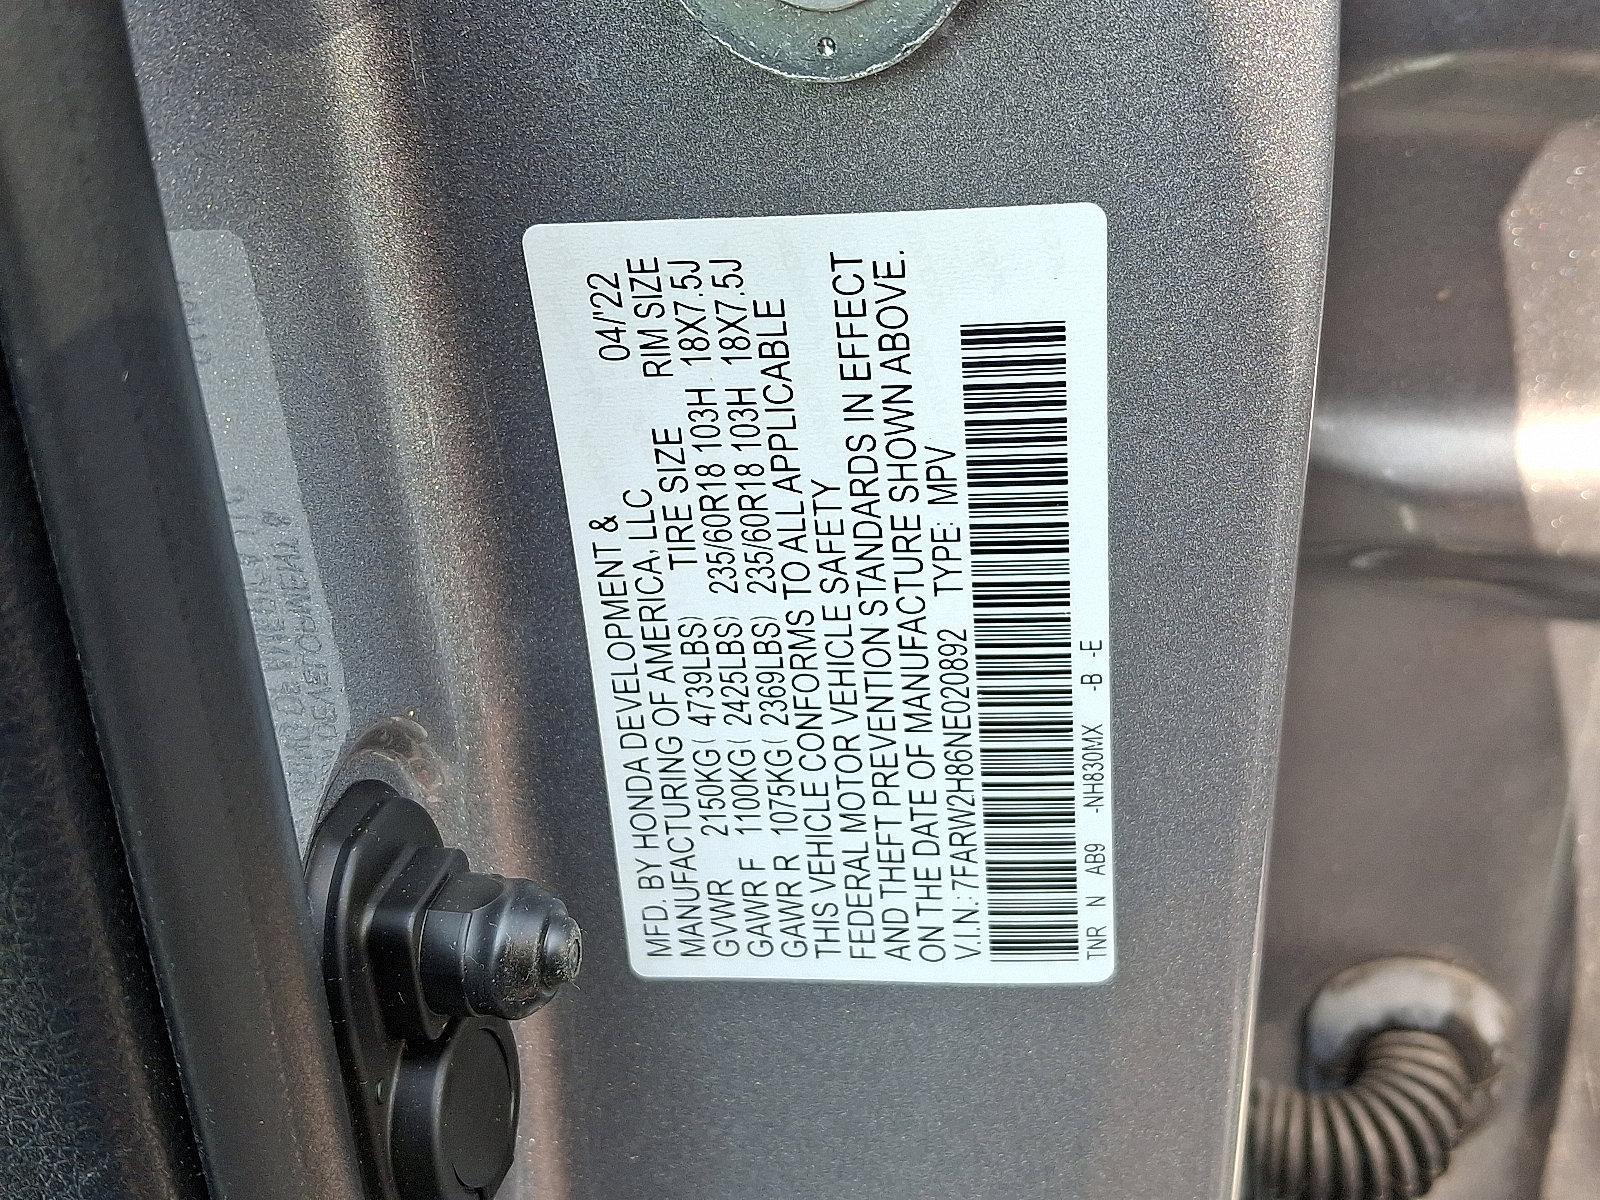 MFD. BY HONDA DEVELOPMENT & 04/'22
MANUFACTURING OF AMERICA, LLC
TIRE SIZE RIM SIZE
GVWR 2150KG( 4739LBS)
GAWR F 1100KG( 2425LBS) 235/60R18 103H 18X7.5J
GAWR R 1075KG( 2369LBS) 235/60R18 103H 18X7.5J
THIS VEHICLE CONFORMS TO ALL APPLICABLE
FEDERAL MOTOR VEHICLE SAFETY
AND THEFT PREVENTION STANDARDS IN EFFECT
ON THE DATE OF MANUFACTURE SHOWN ABOVE.
V.I.N.:7FARW2H86NE020892 TYPE: MPV
TNR N AB9 -NH830MX -B -E